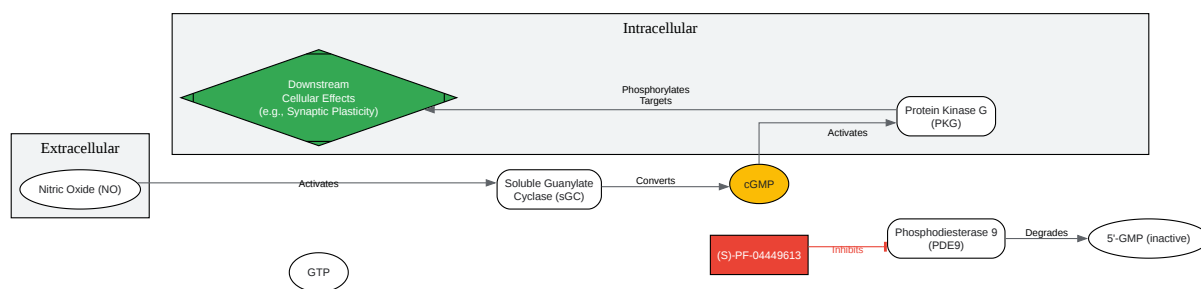 Intracellular
Downstream
Cellular Effects
(e.g., Synaptic Plasticity)
Phosphorylates
Targets
Protein Kinase G
(PKG)
Activates
Extracellular
Nitric Oxide (NO)
Activates
Soluble Guanylate
Cyclase (sGC)
Converts
cGMP
(S)-PF-04449613
Inhibits
Phosphodiesterase 9
(PDE9)
Degrades
5'-GMP (inactive)
GTP